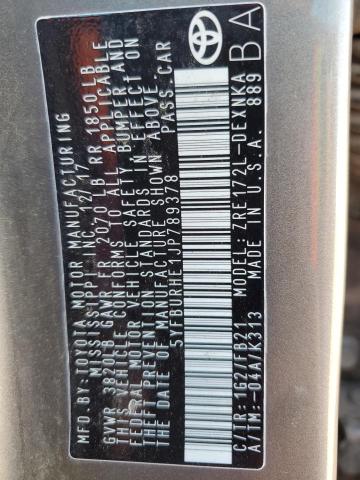 MFD. BY: TOYOTA MOTOR MANUFACTURING
MISSISSIPPI, INC. 12/17
GVWR 3820LB GAWR FR 2070LB RR 1850LB
THIS VEHICLE CONFORMS TO ALL APPLICABLE
FEDERAL MOTOR VEHICLE SAFETY, BUMPER, AND
THEFT PREVENTION STANDARDS IN EFFECT ON
THE DATE OF MANUFACTURE SHOWN ABOVE.
5YFBURHE1JP789378 PASS. CAR
C/TR: 1GZ/FB21 MODEL: ZRE172L-DEXNKA
A/TM: -04A/K313 MADE IN U.S.A. 889
TOYOTA
BA